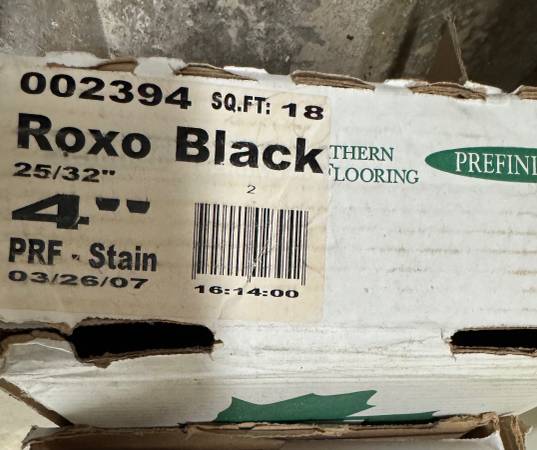 002394 SQ.FT: 18
Roxo Black
25/32"
2
4"
PRF - Stain
03/26/07
16:14:00
THERN
FLOORING
PREFINI